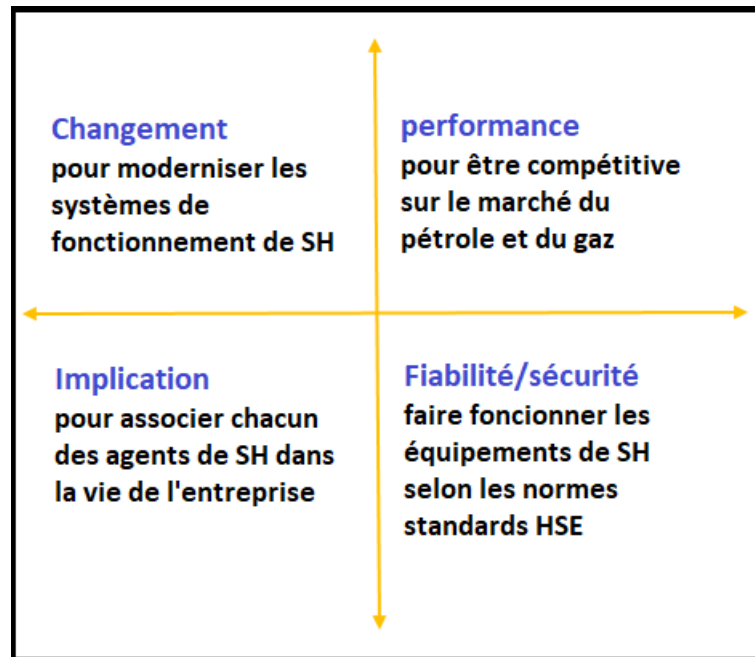 Changement
pour moderniser les
systèmes de
fonctionnement de SH
performance
pour être compétitive
sur le marché du
pétrole et du gaz
Implication
pour associer chacun
des agents de SH dans
la vie de l'entreprise
Fiabilité/sécurité
faire foncionner les
équipements de SH
selon les normes
standards HSE